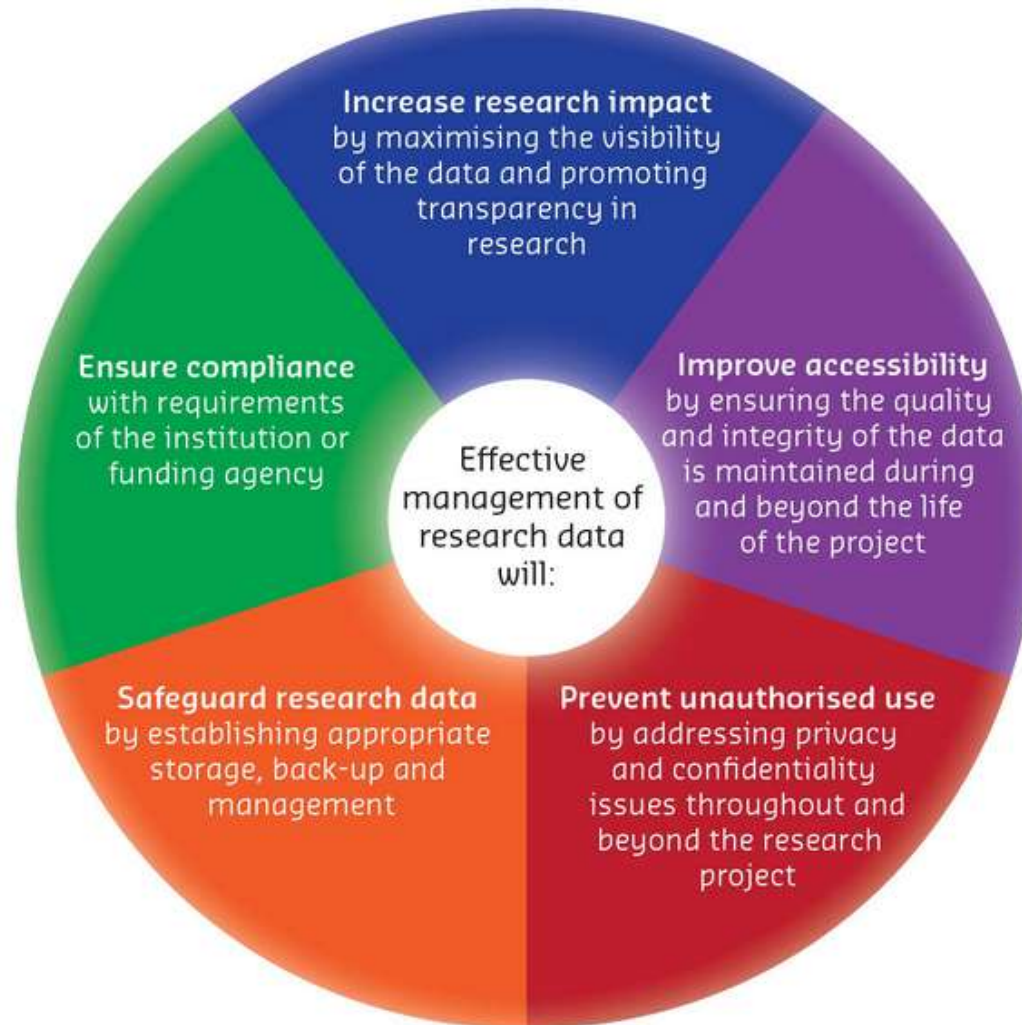 Increase research impact
by maximising the visibility
of the data and promoting
transparency in
research
Improve accessibility
by ensuring the quality
and integrity of the data
is maintained during
and beyond the life
of the project
Prevent unauthorised use
by addressing privacy
and confidentiality
issues throughout and
beyond the research
project
Safeguard research data
by establishing appropriate
storage, back-up and
management
Ensure compliance
with requirements
of the institution or
funding agency
Effective
management of
research data
will: